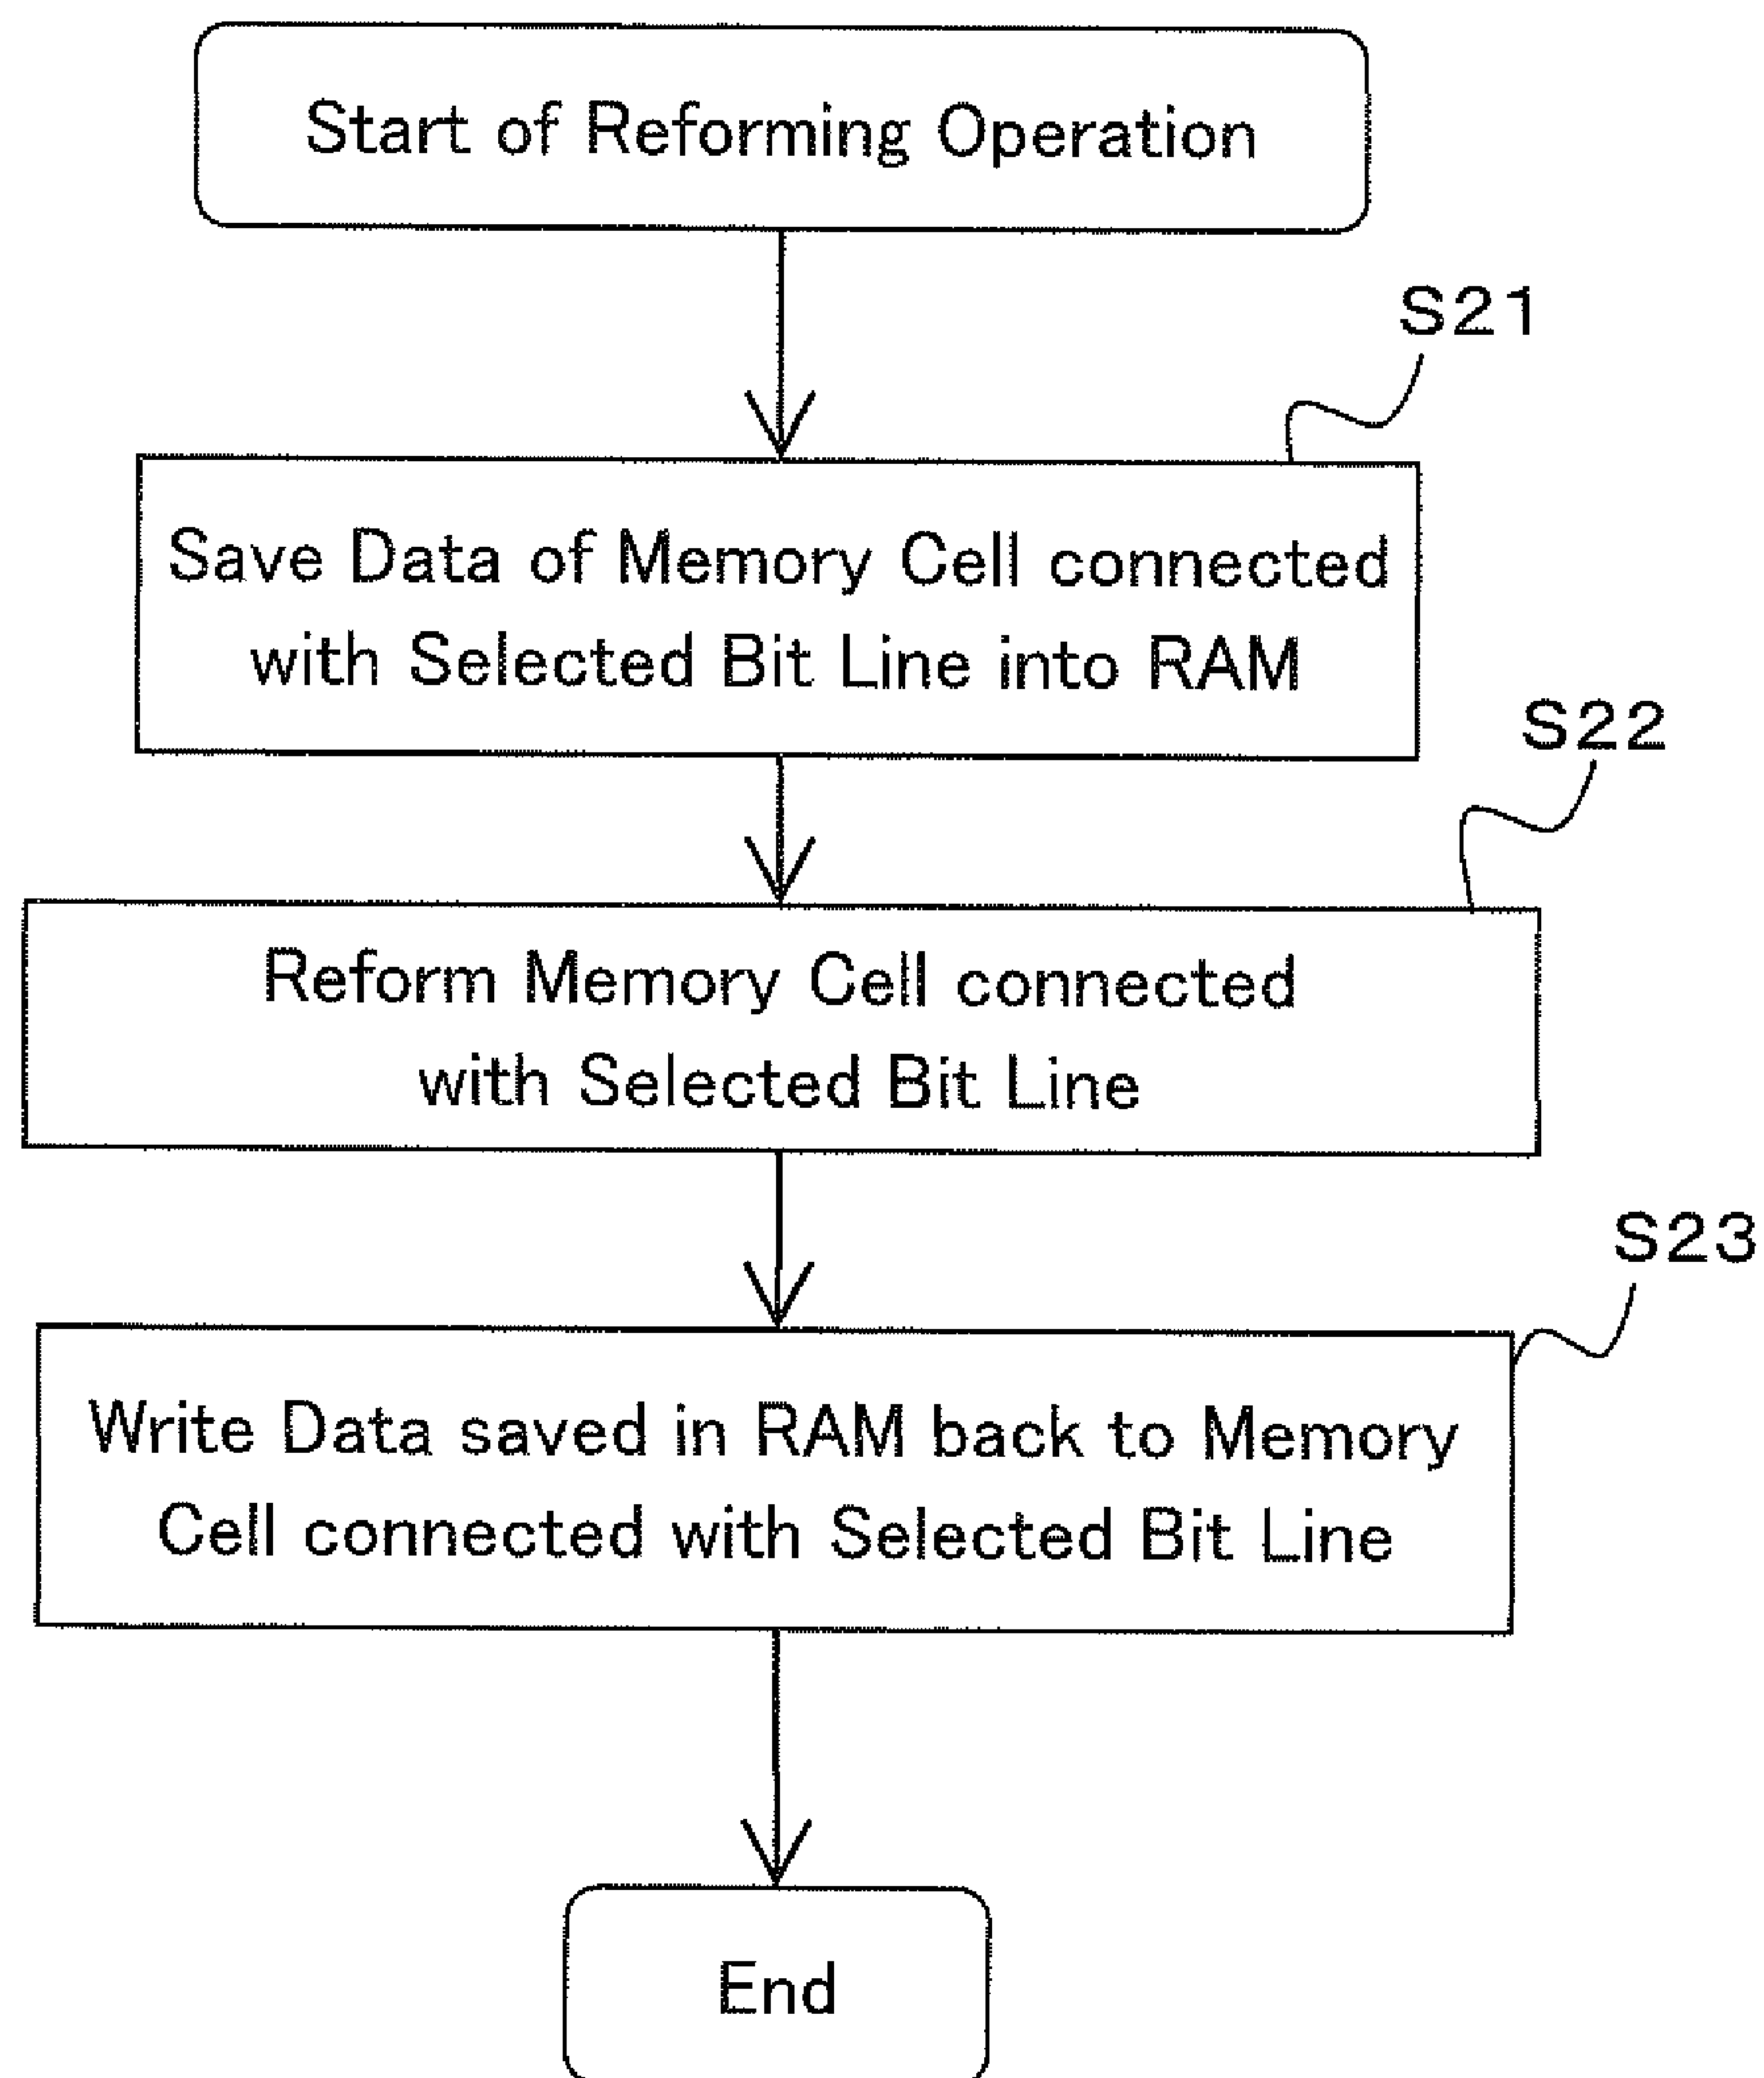 Start of Reforming Operation
S21
Save Data of Memory Cell connected
with Selected Bit Line into RAM
S22
Reform Memory Cell connected
with Selected Bit Line
S23
Write Data saved in RAM back to Memory
Cell connected with Selected Bit Line
End